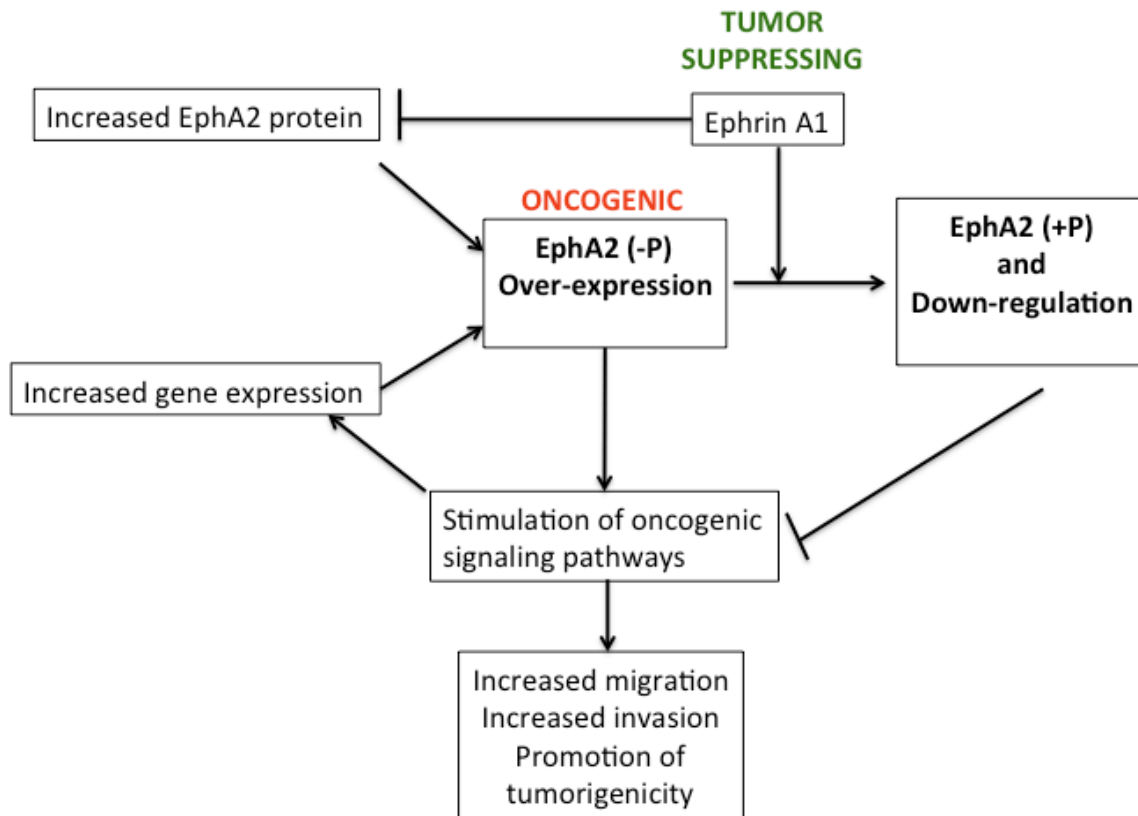 TUMOR
SUPPRESSING
Increased EphA2 protein
Ephrin A1
ONCOGENIC
EphA2 (-P)
Over-expression
EphA2 (+P)
and
Down-regulation
Increased gene expression
Stimulation of oncogenic
signaling pathways
Increased migration
Increased invasion
Promotion of
tumorigenicity